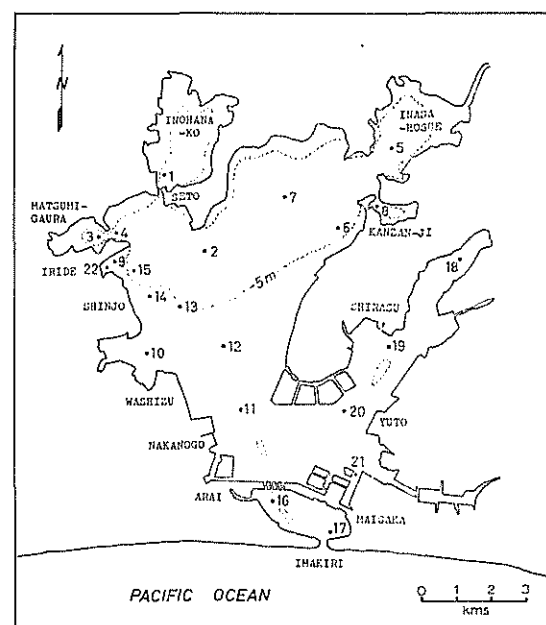 N
INOHANA
-KO
INASA
-HOSOE
5
1
SETO
7
MATSUMI-
GAURA
8
KANZAN-JI
3
4
6
2
22
9
15
IRIDE
18
-5m
14
13
SHINJO
SHIRASU
19
12
10
WASHIZU
11
20
YUTO
NAKANOGO
21
ARAI
16
MAISAKA
17
IMAKIRI
PACIFIC OCEAN
0 1 2 3
kms